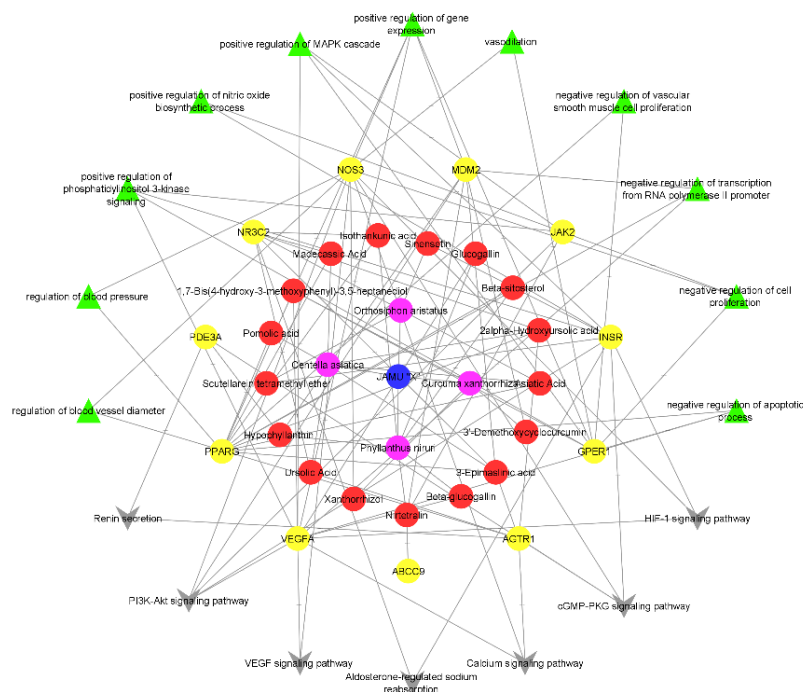 positive regulation of gene
expression
positive regulation of MAPK cascade
vasodilation
positive regulation of nitric oxide
biosynthetic process
negative regulation of vascular
smooth muscle cell proliferation
positive regulation of
phosphatidylinositol 3-kinase
signaling
NOS3
MDM2
negative regulation of transcription
from RNA polymerase II promoter
NR3C2
Isothankunic acid
Sinensetin
JAK2
Madecassic Acid
Glucogallin
regulation of blood pressure
1,7-Bis(4-hydroxy-3-methoxyphenyl)-3,5-heptanediol
Beta-sitosterol
negative regulation of cell
proliferation
Orthosiphon aristatus
PDE3A
Pomolic acid
2alpha-Hydroxyursolic acid
INSR
Centella asiatica
JAMU "X"
Curcuma xanthorrhiza
Asiatic Acid
Scutellarein tetramethyl ether
regulation of blood vessel diameter
negative regulation of apoptotic
process
Hypophyllanthin
3'-Demethoxycyclocurcumin
PPARG
Phyllanthus niruri
GPER1
Ursolic Acid
3-Epimaslinic acid
Xanthorrhizol
Beta-glucogallin
Renin secretion
Nirtetralin
HIF-1 signaling pathway
VEGFA
AGTR1
ABCC9
PI3K-Akt signaling pathway
cGMP-PKG signaling pathway
VEGF signaling pathway
Calcium signaling pathway
Aldosterone-regulated sodium
reabsorption